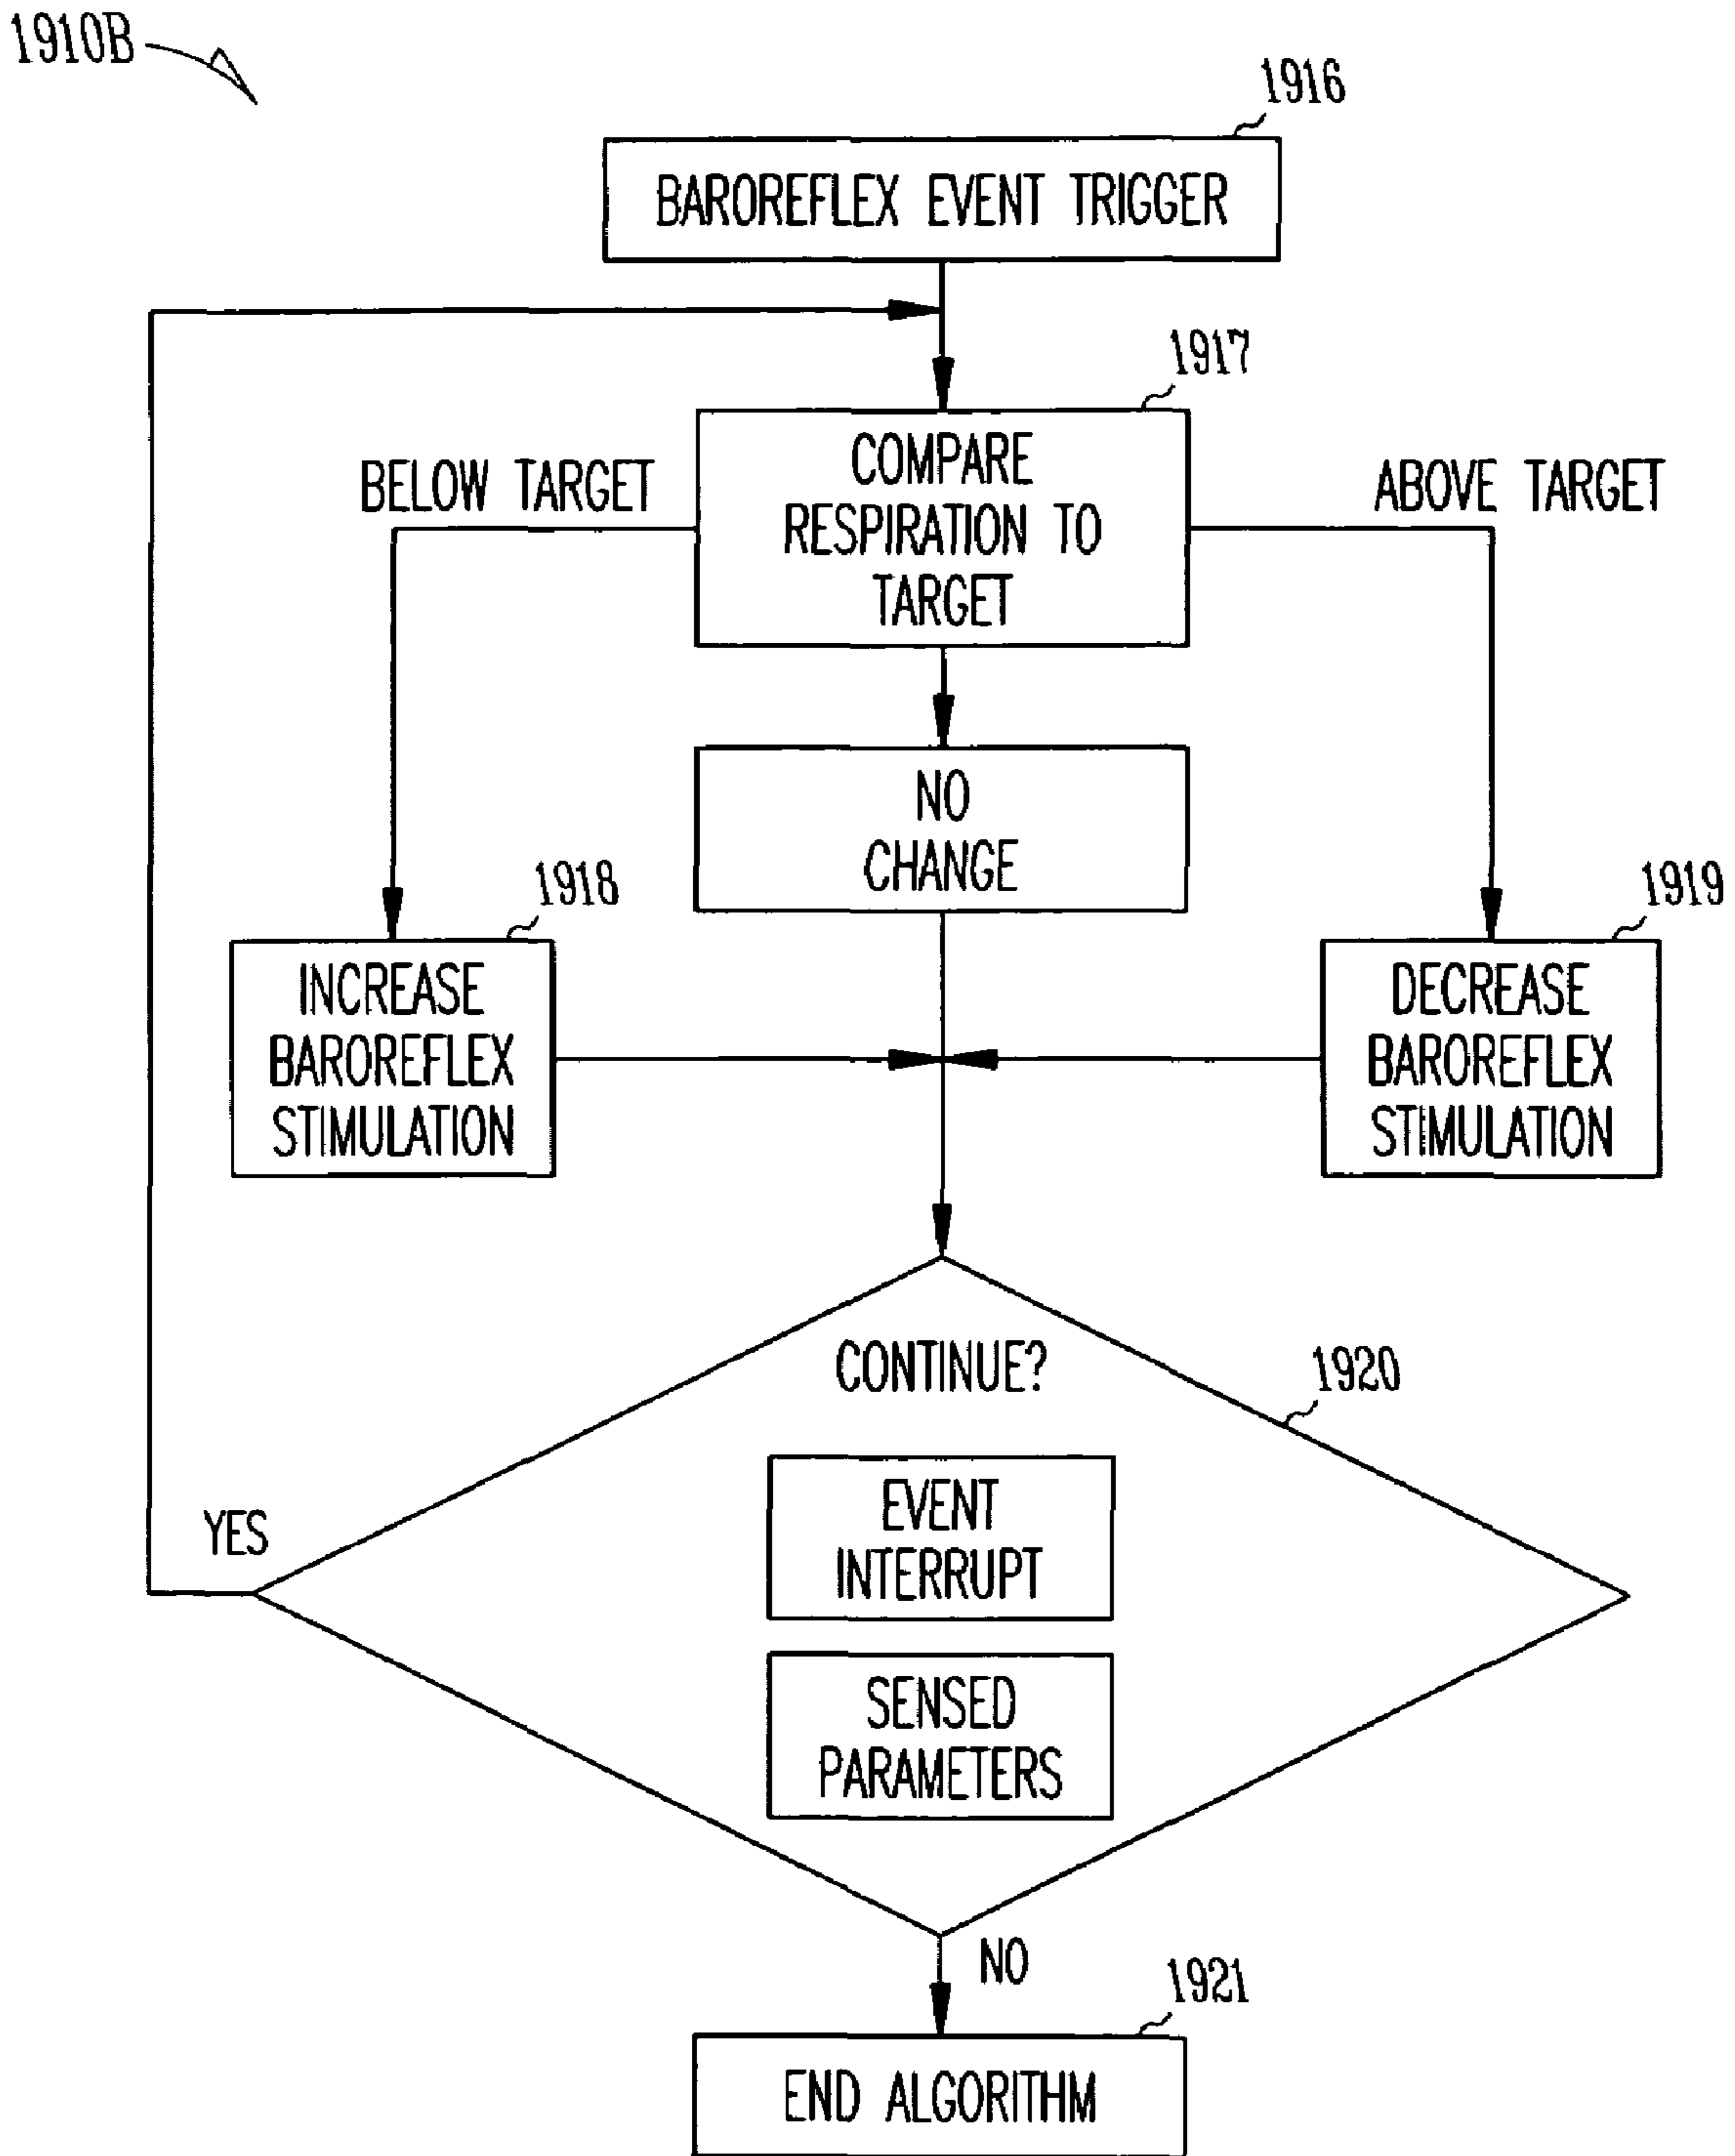 1910B
1916
BAROREFLEX EVENT TRIGGER
1917
COMPARE
RESPIRATION TO
TARGET
BELOW TARGET
ABOVE TARGET
NO
CHANGE
1918
INCREASE
BAROREFLEX
STIMULATION
1919
DECREASE
BAROREFLEX
STIMULATION
CONTINUE?
1920
EVENT
INTERRUPT
YES
SENSED
PARAMETERS
NO
1921
END ALGORITHM